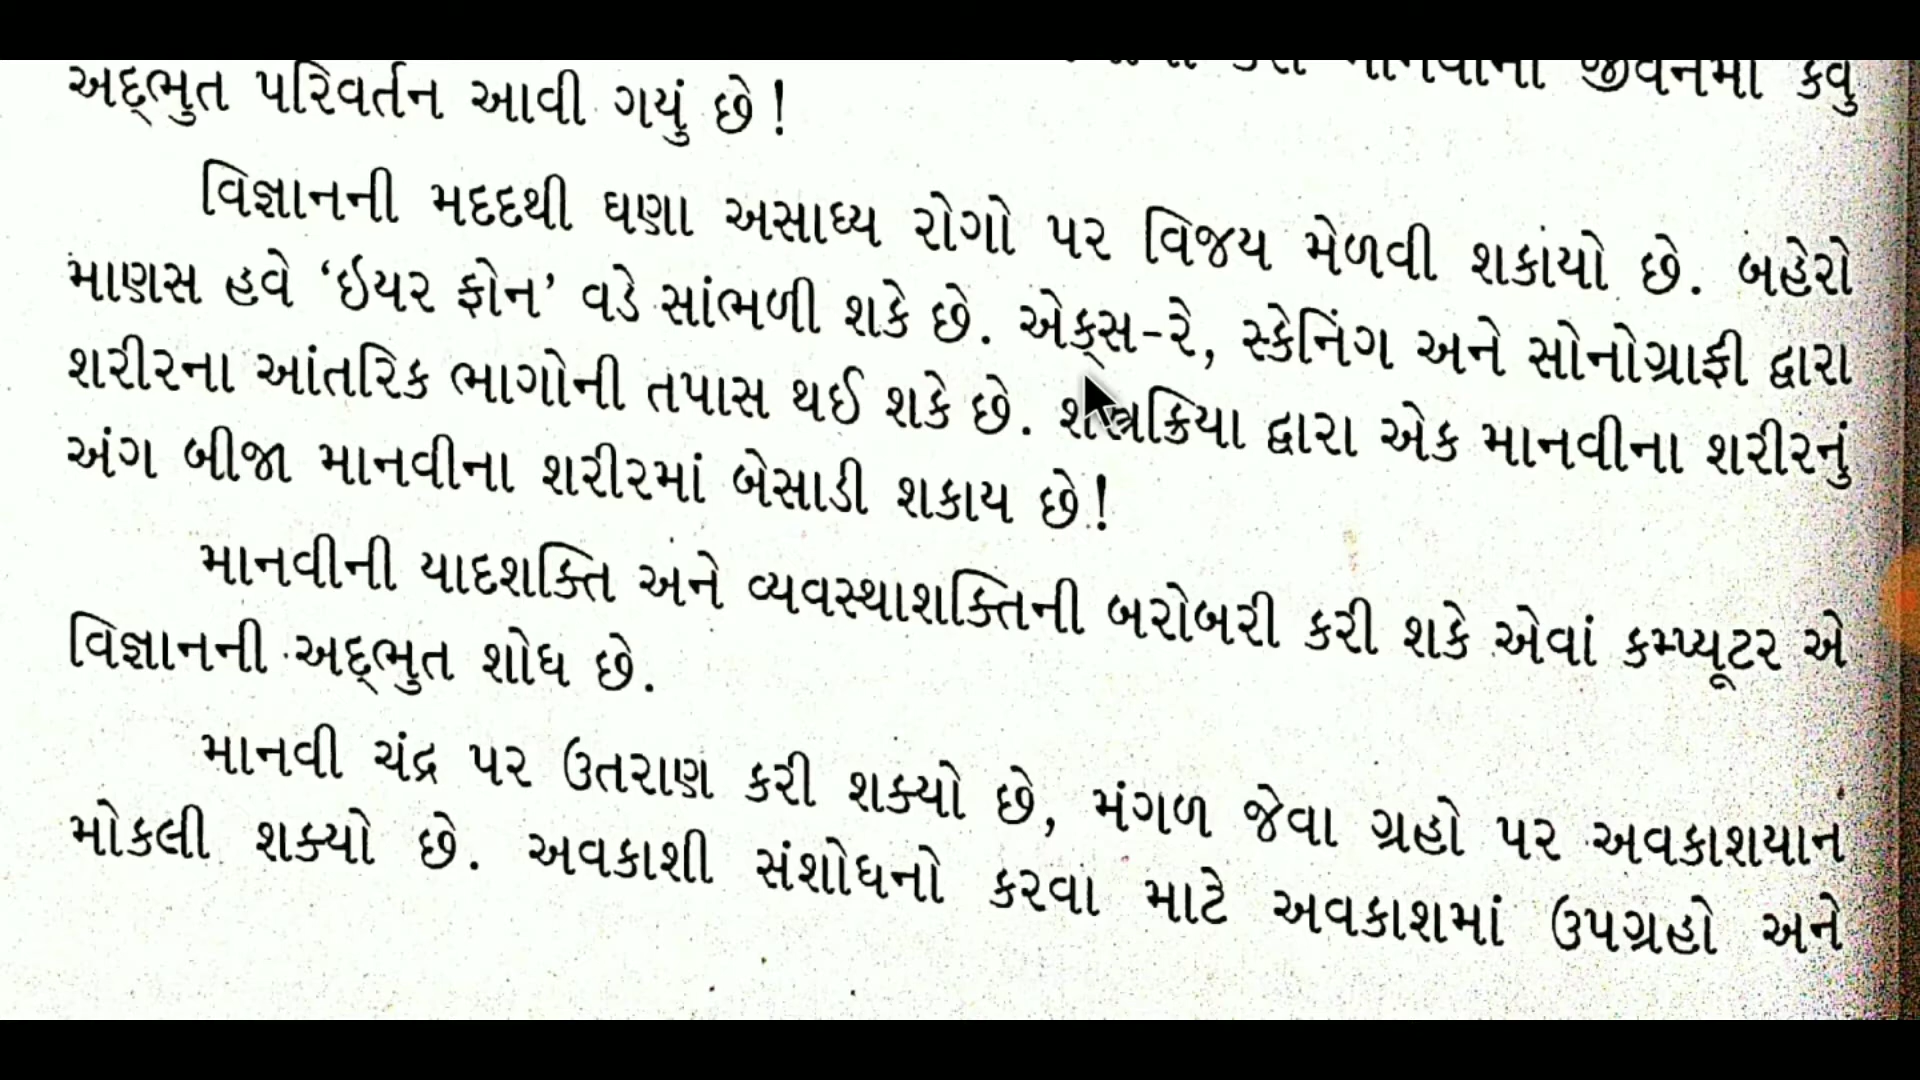 જીવનમાં કેવું
અદ્ભુત પરિવર્તન આવી ગયું છે!
વિજ્ઞાનની મદદથી ઘણા અસાધ્ય રોગો પર વિજય મેળવી શકાયો છે. બહેરો
માણસ હવે ‘ઇયર ફોન’ વડે સાંભળી શકે છે. એક્સ-રે, સ્કેનિંગ અને સોનોગ્રાફી દ્વારા
શરીરના આંતરિક ભાગોની તપાસ થઈ શકે છે. શસ્ત્રક્રિયા દ્વારા એક માનવીના શરીરનું
અંગ બીજા માનવીના શરીરમાં બેસાડી શકાય છે!
માનવીની યાદશક્તિ અને વ્યવસ્થાશક્તિની બરોબરી કરી શકે એવાં કમ્પ્યૂટર એ
વિજ્ઞાનની અદ્ભુત શોધ છે.
માનવી ચંદ્ર પર ઉતરાણ કરી શક્યો છે, મંગળ જેવા ગ્રહો પર અવકાશયાન
મોકલી શક્યો છે. અવકાશી સંશોધનો કરવા માટે અવકાશમાં ઉપગ્રહો અને